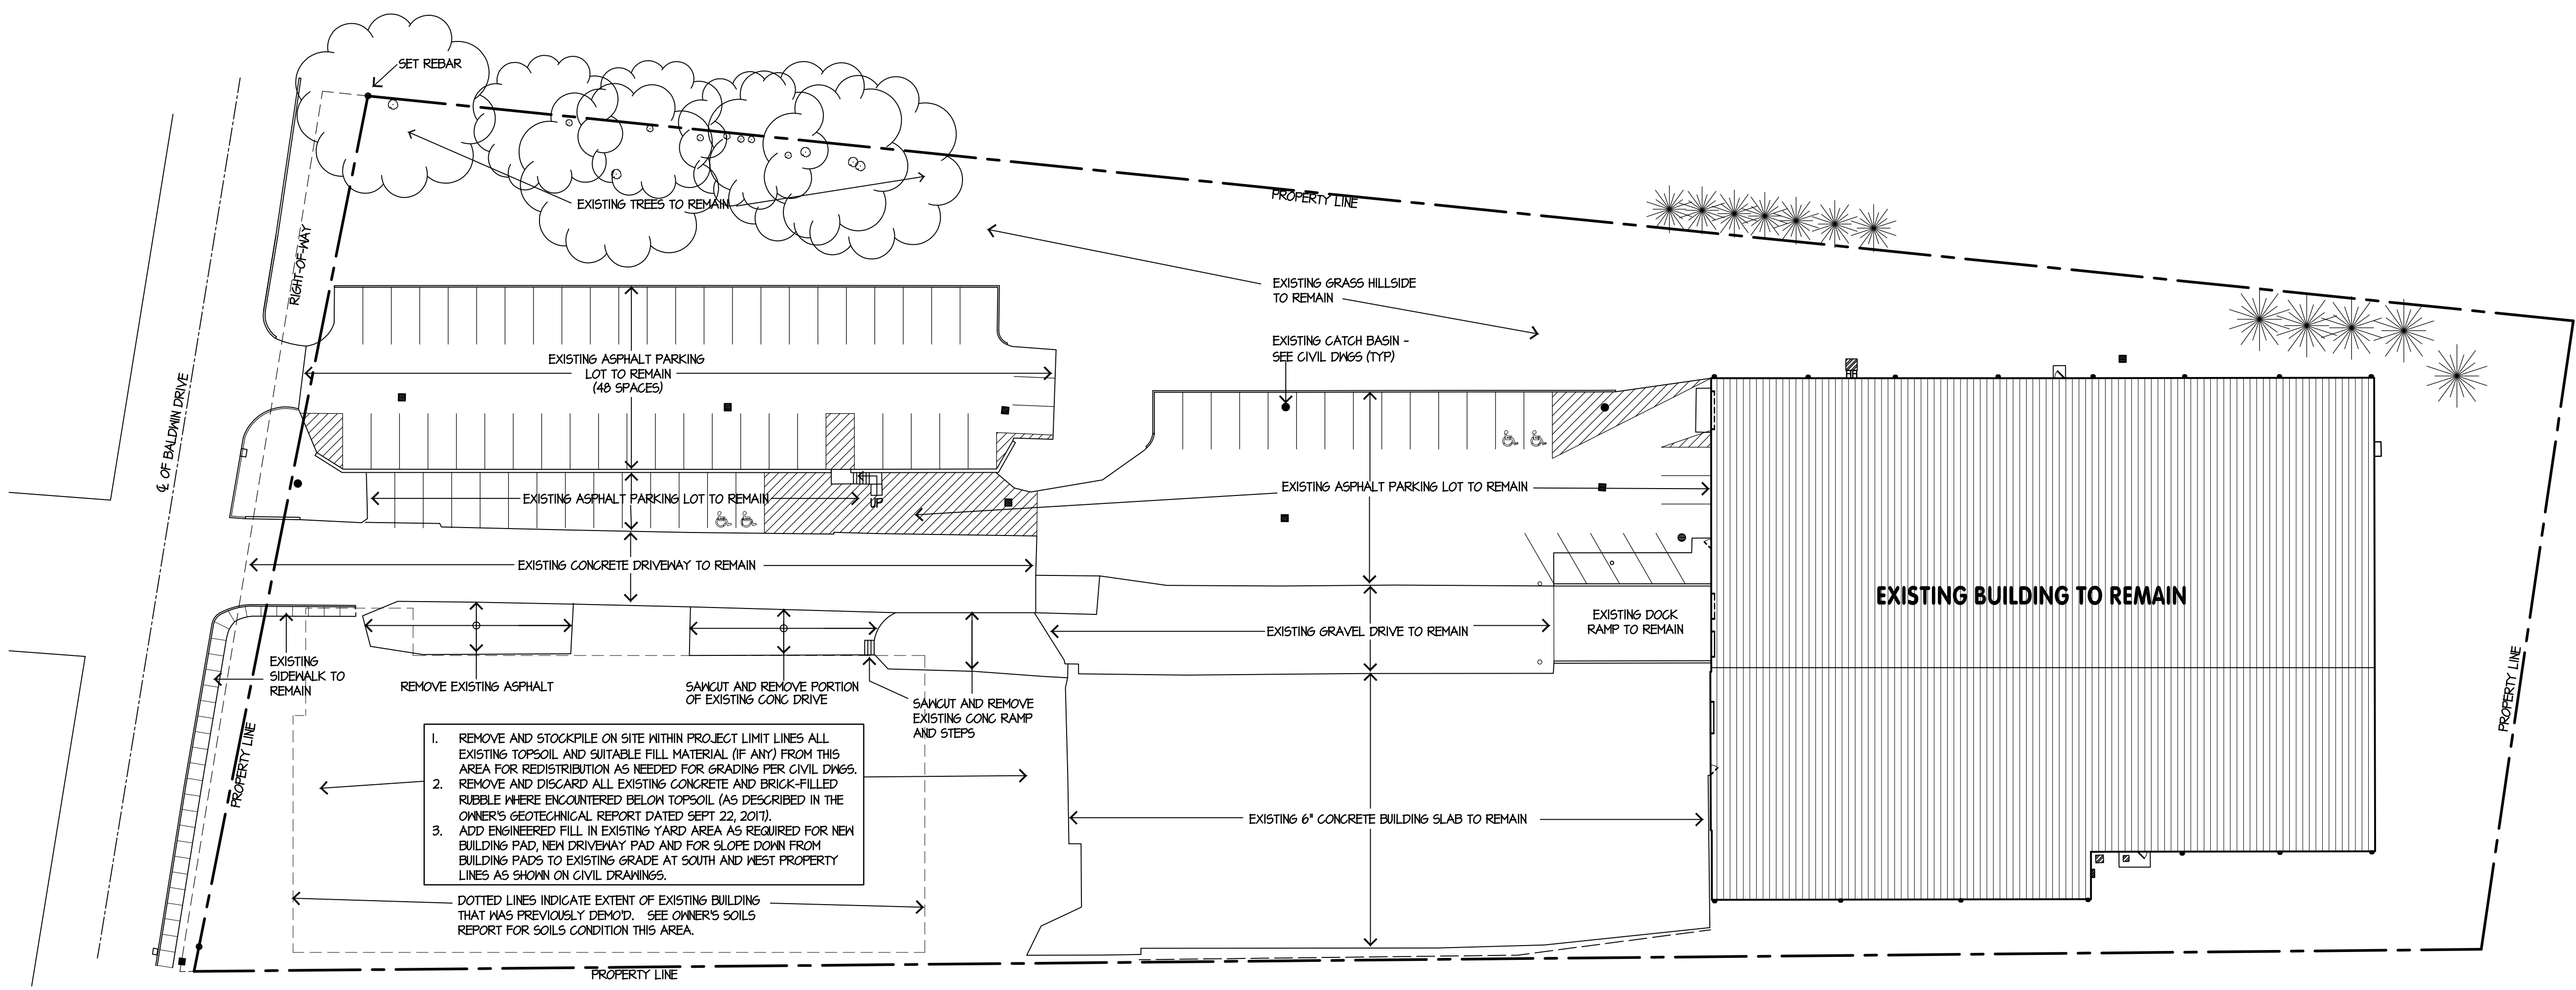 SET REBAR
EXISTING TREES TO REMAIN
PROPERTY LINE
RIGHT-OF-WAY
EXISTING GRASS HILLSIDE
TO REMAIN
EXISTING CATCH BASIN -
SEE CIVIL DWGS (TYP)
EXISTING ASPHALT PARKING
LOT TO REMAIN
(48 SPACES)
℄ OF BALDWIN DRIVE
EXISTING ASPHALT PARKING LOT TO REMAIN
UP
EXISTING ASPHALT PARKING LOT TO REMAIN
EXISTING CONCRETE DRIVEWAY TO REMAIN
EXISTING BUILDING TO REMAIN
EXISTING DOCK
RAMP TO REMAIN
EXISTING GRAVEL DRIVE TO REMAIN
EXISTING
SIDEWALK TO
REMAIN
REMOVE EXISTING ASPHALT
SAWCUT AND REMOVE PORTION
OF EXISTING CONC DRIVE
SAWCUT AND REMOVE
EXISTING CONC RAMP
AND STEPS
PROPERTY LINE
PROPERTY LINE
1. REMOVE AND STOCKPILE ON SITE WITHIN PROJECT LIMIT LINES ALL
EXISTING TOPSOIL AND SUITABLE FILL MATERIAL (IF ANY) FROM THIS
AREA FOR REDISTRIBUTION AS NEEDED FOR GRADING PER CIVIL DWGS.
2. REMOVE AND DISCARD ALL EXISTING CONCRETE AND BRICK-FILLED
RUBBLE WHERE ENCOUNTERED BELOW TOPSOIL (AS DESCRIBED IN THE
OWNER'S GEOTECHNICAL REPORT DATED SEPT 22, 2017).
3. ADD ENGINEERED FILL IN EXISTING YARD AREA AS REQUIRED FOR NEW
BUILDING PAD, NEW DRIVEWAY PAD AND FOR SLOPE DOWN FROM
BUILDING PADS TO EXISTING GRADE AT SOUTH AND WEST PROPERTY
LINES AS SHOWN ON CIVIL DRAWINGS.
EXISTING 6" CONCRETE BUILDING SLAB TO REMAIN
DOTTED LINES INDICATE EXTENT OF EXISTING BUILDING
THAT WAS PREVIOUSLY DEMO'D. SEE OWNER'S SOILS
REPORT FOR SOILS CONDITION THIS AREA.
PROPERTY LINE